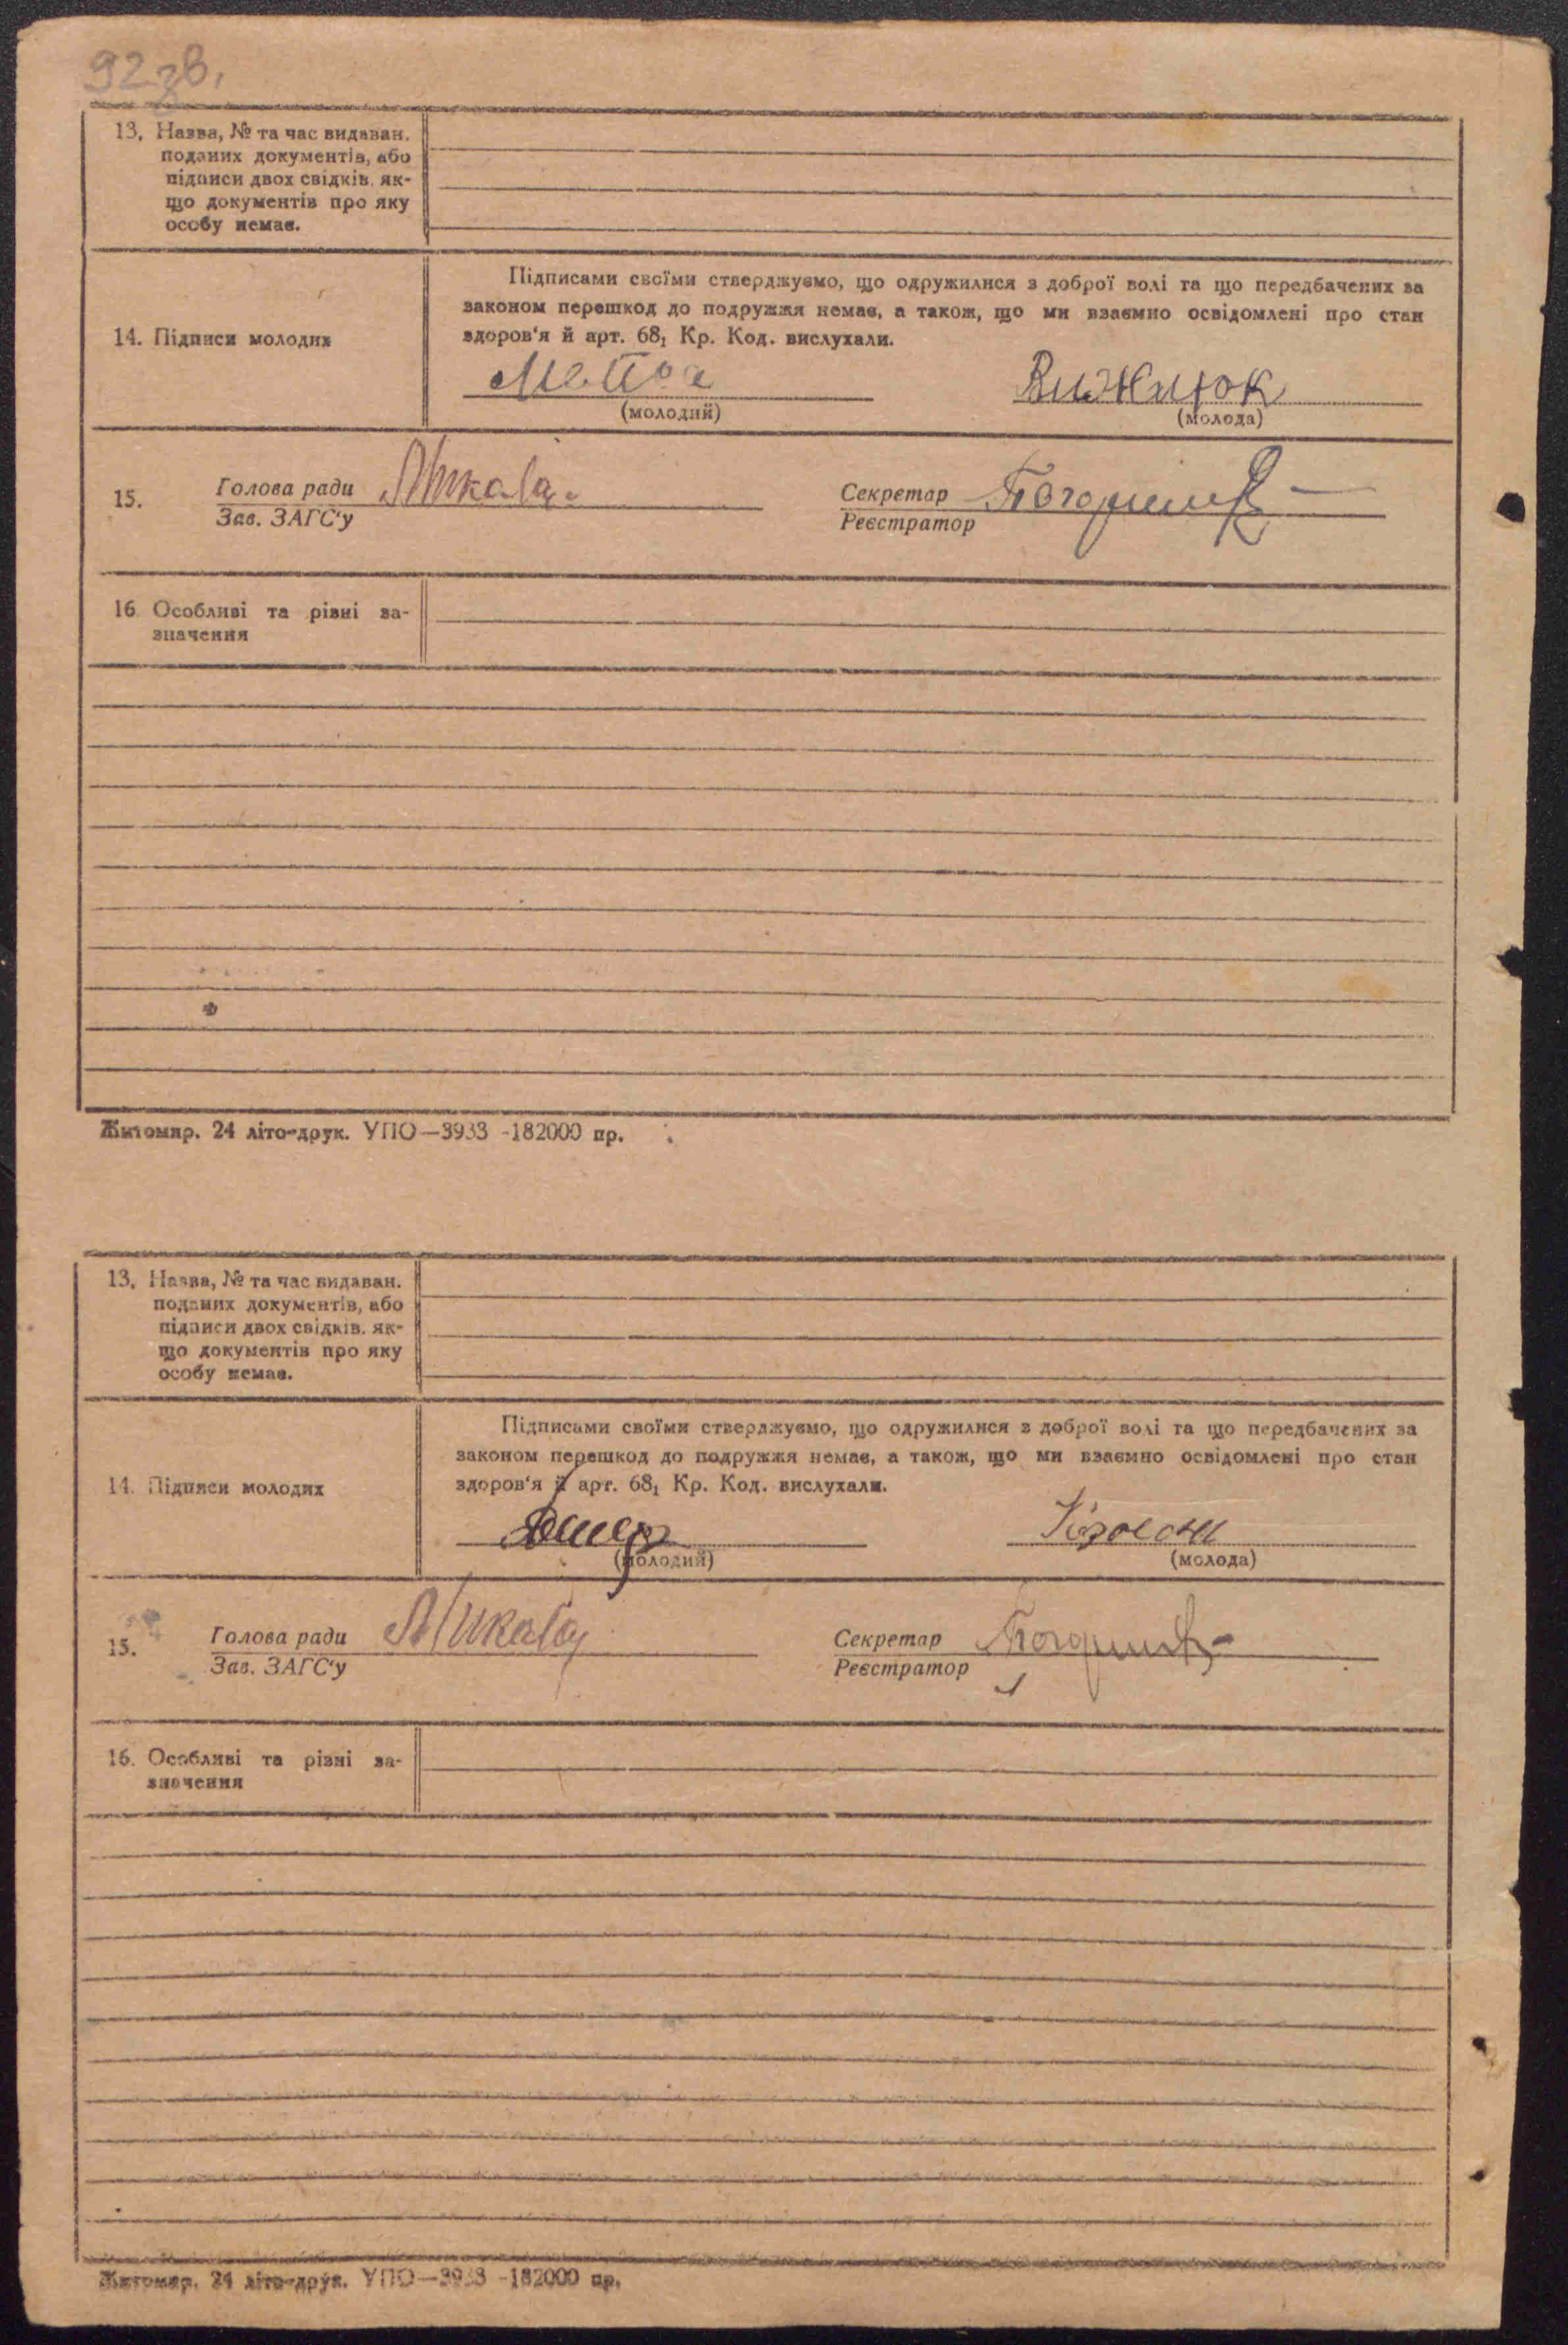 92 зв.
13. Назва, № та час видаван.
поданих документів, або
підписи двох свідків. як-
що документів про яку
особу немає.
Підписами своїми стверджуємо, що одружилися з доброї волі та що передбачених за
законом перешкод до подружжя немає, а також, що ми взаємно освідомлені про стан
здоров'я й арт. 68₁ Кр. Код. вислухали.
14. Підписи молодих
(молодий)
(молода)
15.
Голова ради
Зав. ЗАГС'у
Секретар
Реєстратор
16. Особливі та різні за-
значення
Житомир. 24 літо-друк. УПО—3933 -182000 пр.
13. Назва, № та час видаван.
поданих документів, або
підписи двох свідків. як-
що документів про яку
особу немає.
Підписами своїми стверджуємо, що одружилися з доброї волі та що передбачених за
законом перешкод до подружжя немає, а також, що ми взаємно освідомлені про стан
здоров'я й арт. 68₁ Кр. Код. вислухали.
14. Підписи молодих
(молодий)
(молода)
15.
Голова ради
Зав. ЗАГС'у
Секретар
Реєстратор
16. Особливі та різні за-
значення
Житомир. 24 літо-друк. УПО—3933 -182000 пр.